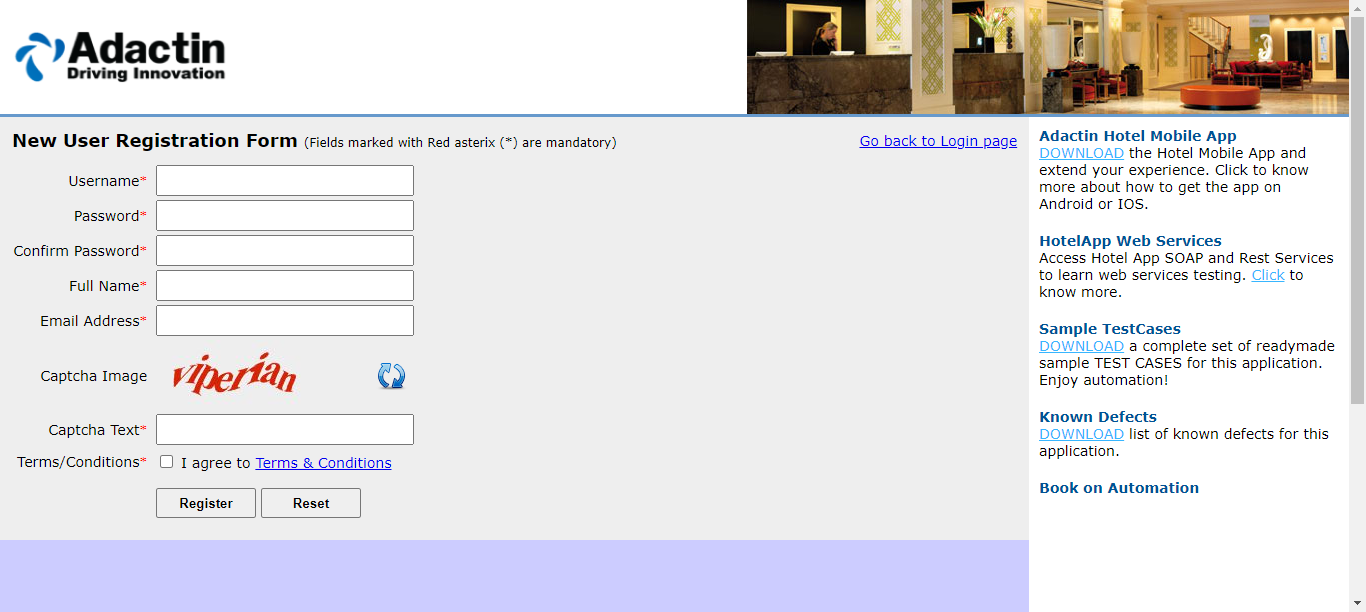 Adactin
Driving Innovation
New User Registration Form (Fields marked with Red asterix (*) are mandatory)
Go back to Login page
Username*
Password*
Confirm Password*
Full Name*
Email Address*
Captcha Image
viperian
Captcha Text*
Terms/Conditions*
I agree to Terms & Conditions
Register
Reset
Adactin Hotel Mobile App
DOWNLOAD the Hotel Mobile App and
extend your experience. Click to know
more about how to get the app on
Android or IOS.
HotelApp Web Services
Access Hotel App SOAP and Rest Services
to learn web services testing. Click to
know more.
Sample TestCases
DOWNLOAD a complete set of readymade
sample TEST CASES for this application.
Enjoy automation!
Known Defects
DOWNLOAD list of known defects for this
application.
Book on Automation